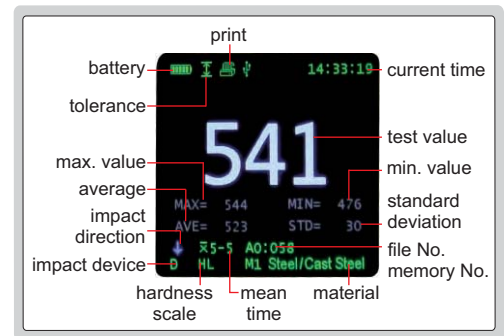 print
battery
14:33:19
current time
tolerance
541
test value
max. value
min. value
average
MAX= 544 MIN= 476
standard
deviation
impact
direction
AVE= 523 STD= 30
x̄5-5 A0:058
file No.
memory No.
impact device
D HL M1 Steel/Cast Steel
hardness
scale
mean
time
material